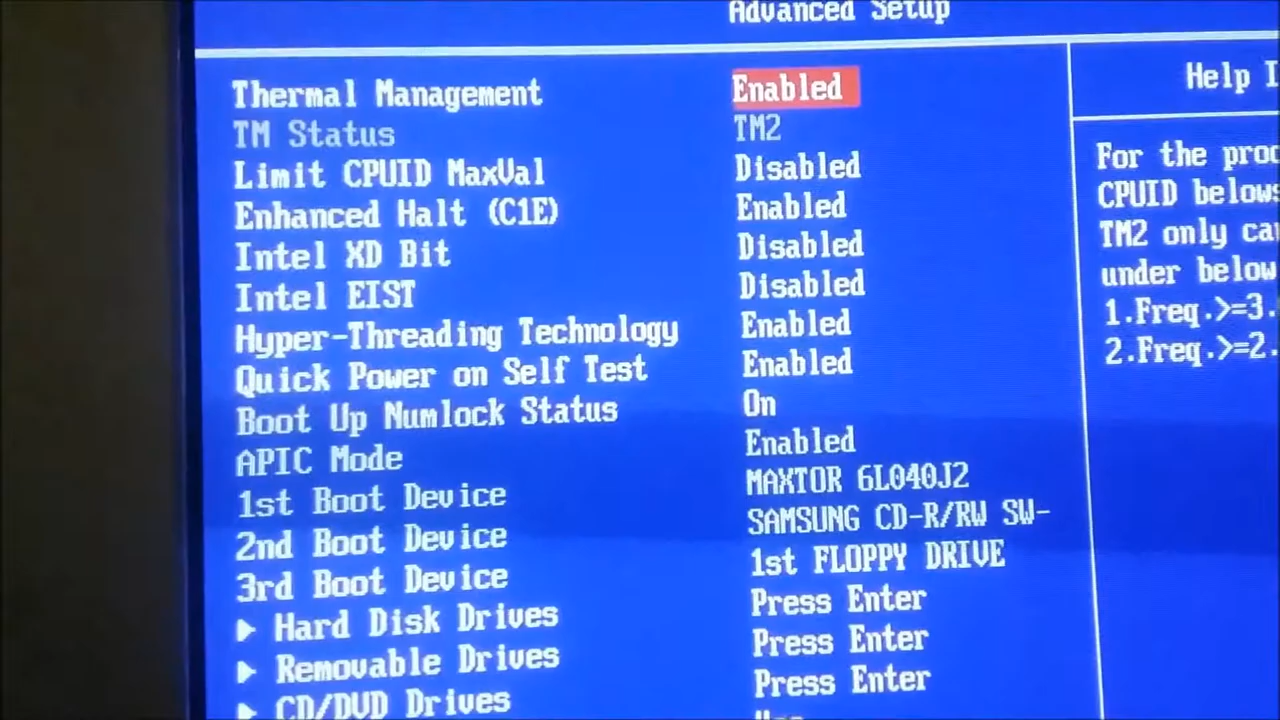 Advanced Setup
Thermal Management Enabled
TM Status TM2
Limit CPUID MaxVal Disabled
Enhanced Halt (C1E) Enabled
Intel XD Bit Disabled
Intel EIST Disabled
Hyper-Threading Technology Enabled
Quick Power on Self Test Enabled
Boot Up Numlock Status On
APIC Mode Enabled
1st Boot Device MAXTOR 6L040J2
2nd Boot Device SAMSUNG CD-R/RW SW-
3rd Boot Device 1st FLOPPY DRIVE
▶ Hard Disk Drives Press Enter
▶ Removable Drives Press Enter
▶ CD/DVD Drives Press Enter
Help
For the
CPUID
TM2 only
under below
1.Freq.>=3.
2.Freq.>=2.